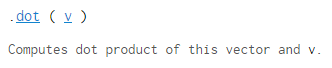 .dot ( v )
Computes dot product of this vector and v.